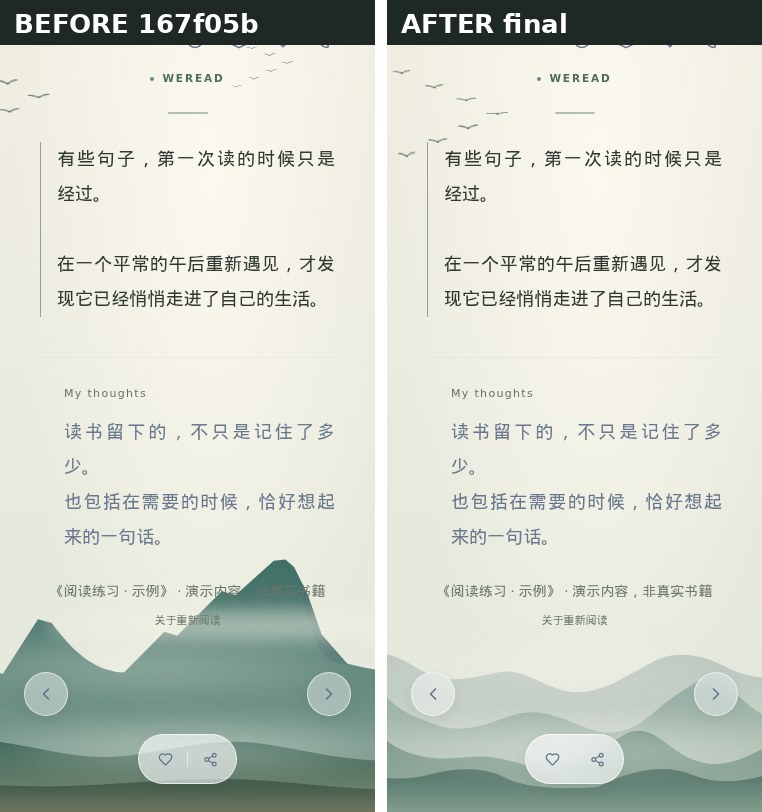 BEFORE 167f05b
• WEREAD
有些句子，第一次读的时候只是
经过。
在一个平常的午后重新遇见，才发
现它已经悄悄走进了自己的生活。
My thoughts
读书留下的，不只是记住了多
少。
也包括在需要的时候，恰好想起
来的一句话。
《阅读练习·示例》·演示内容，非真实书籍
关于重新阅读
AFTER final
• WEREAD
有些句子，第一次读的时候只是
经过。
在一个平常的午后重新遇见，才发
现它已经悄悄走进了自己的生活。
My thoughts
读书留下的，不只是记住了多
少。
也包括在需要的时候，恰好想起
来的一句话。
《阅读练习·示例》·演示内容，非真实书籍
关于重新阅读